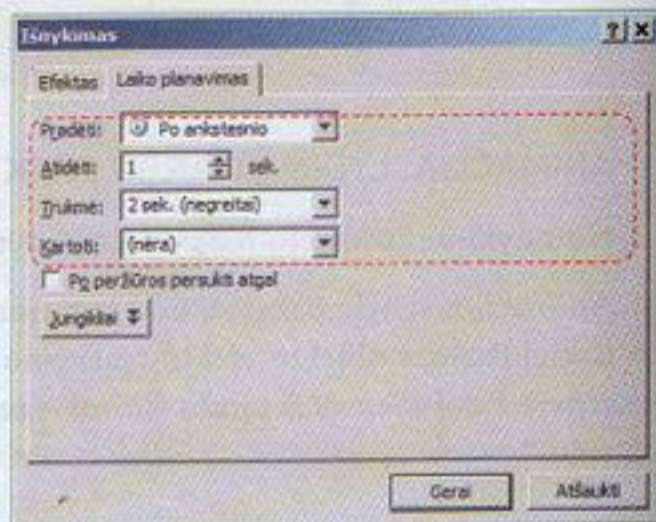 Išnykimas
Efektas Laiko planavimas
Pradėti: Po ankstesnio
Atidėti: 1 sek.
Trukmė: 2 sek. (negreitai)
Kartoti: (nėra)
Po peržiūros persukti atgal
Jungikliai
Gerai Atšaukti